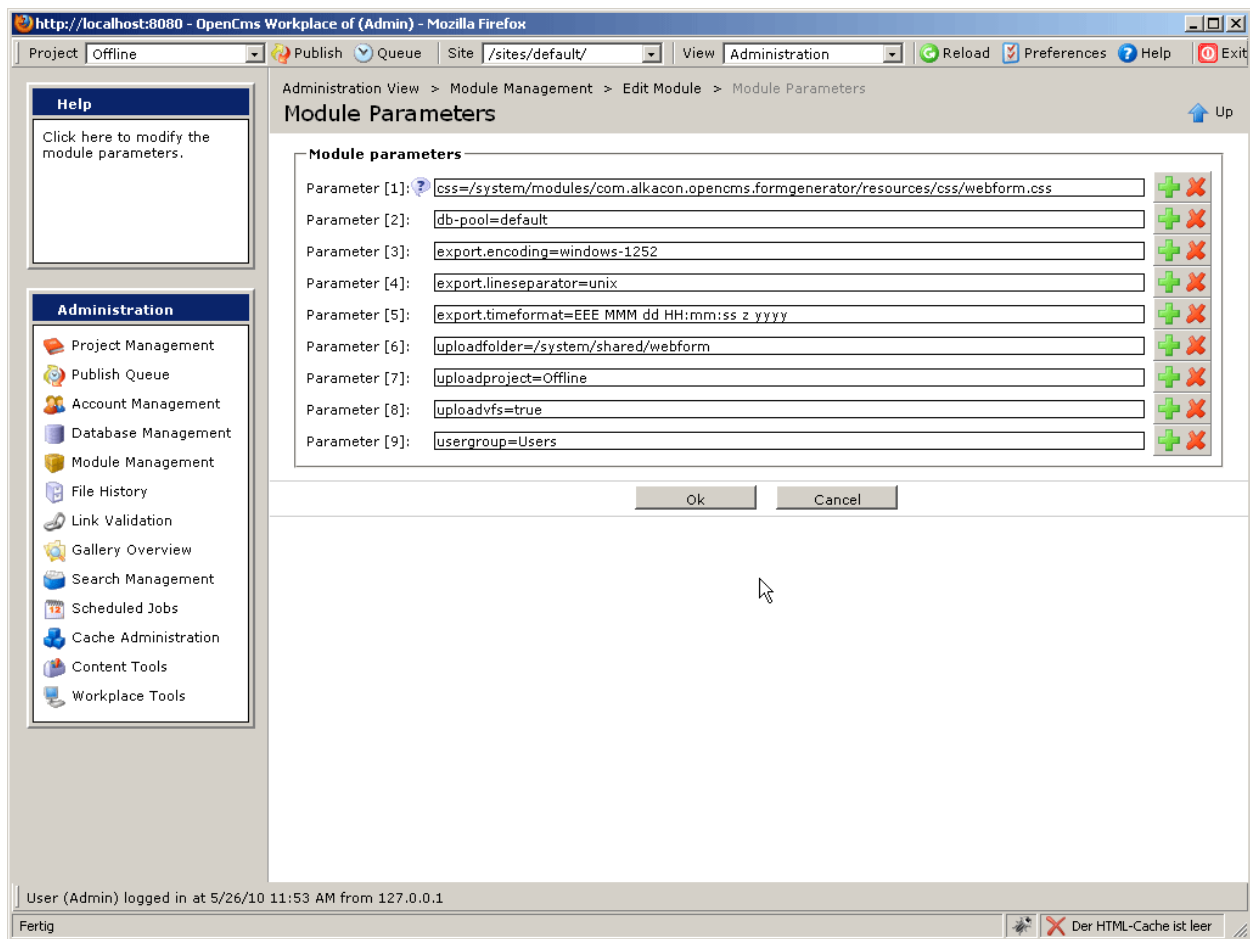 http://localhost:8080 - OpenCms Workplace of (Admin) - Mozilla Firefox
Project Offline Publish Queue Site /sites/default/ View Administration Reload Preferences Help Exit
Administration View > Module Management > Edit Module > Module Parameters
Module Parameters
Up
Help
Click here to modify the
module parameters.
Administration
Project Management
Publish Queue
Account Management
Database Management
Module Management
File History
Link Validation
Gallery Overview
Search Management
Scheduled Jobs
Cache Administration
Content Tools
Workplace Tools
Module parameters
Parameter [1]: ? css=/system/modules/com.alkacon.opencms.formgenerator/resources/css/webform.css
Parameter [2]: db-pool=default
Parameter [3]: export.encoding=windows-1252
Parameter [4]: export.lineseparator=unix
Parameter [5]: export.timeformat=EEE MMM dd HH:mm:ss z yyyy
Parameter [6]: uploadfolder=/system/shared/webform
Parameter [7]: uploadproject=Offline
Parameter [8]: uploadvfs=true
Parameter [9]: usergroup=Users
Ok Cancel
User (Admin) logged in at 5/26/10 11:53 AM from 127.0.0.1
Fertig Der HTML-Cache ist leer